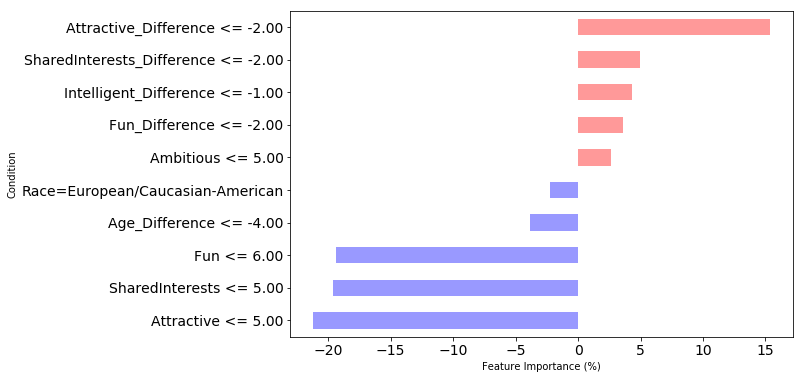 Attractive_Difference <= -2.00
SharedInterests_Difference <= -2.00
Intelligent_Difference <= -1.00
Fun_Difference <= -2.00
Ambitious <= 5.00
Race=European/Caucasian-American
Age_Difference <= -4.00
Fun <= 6.00
SharedInterests <= 5.00
Attractive <= 5.00
Condition
−20 −15 −10 −5 0 5 10 15
Feature Importance (%)